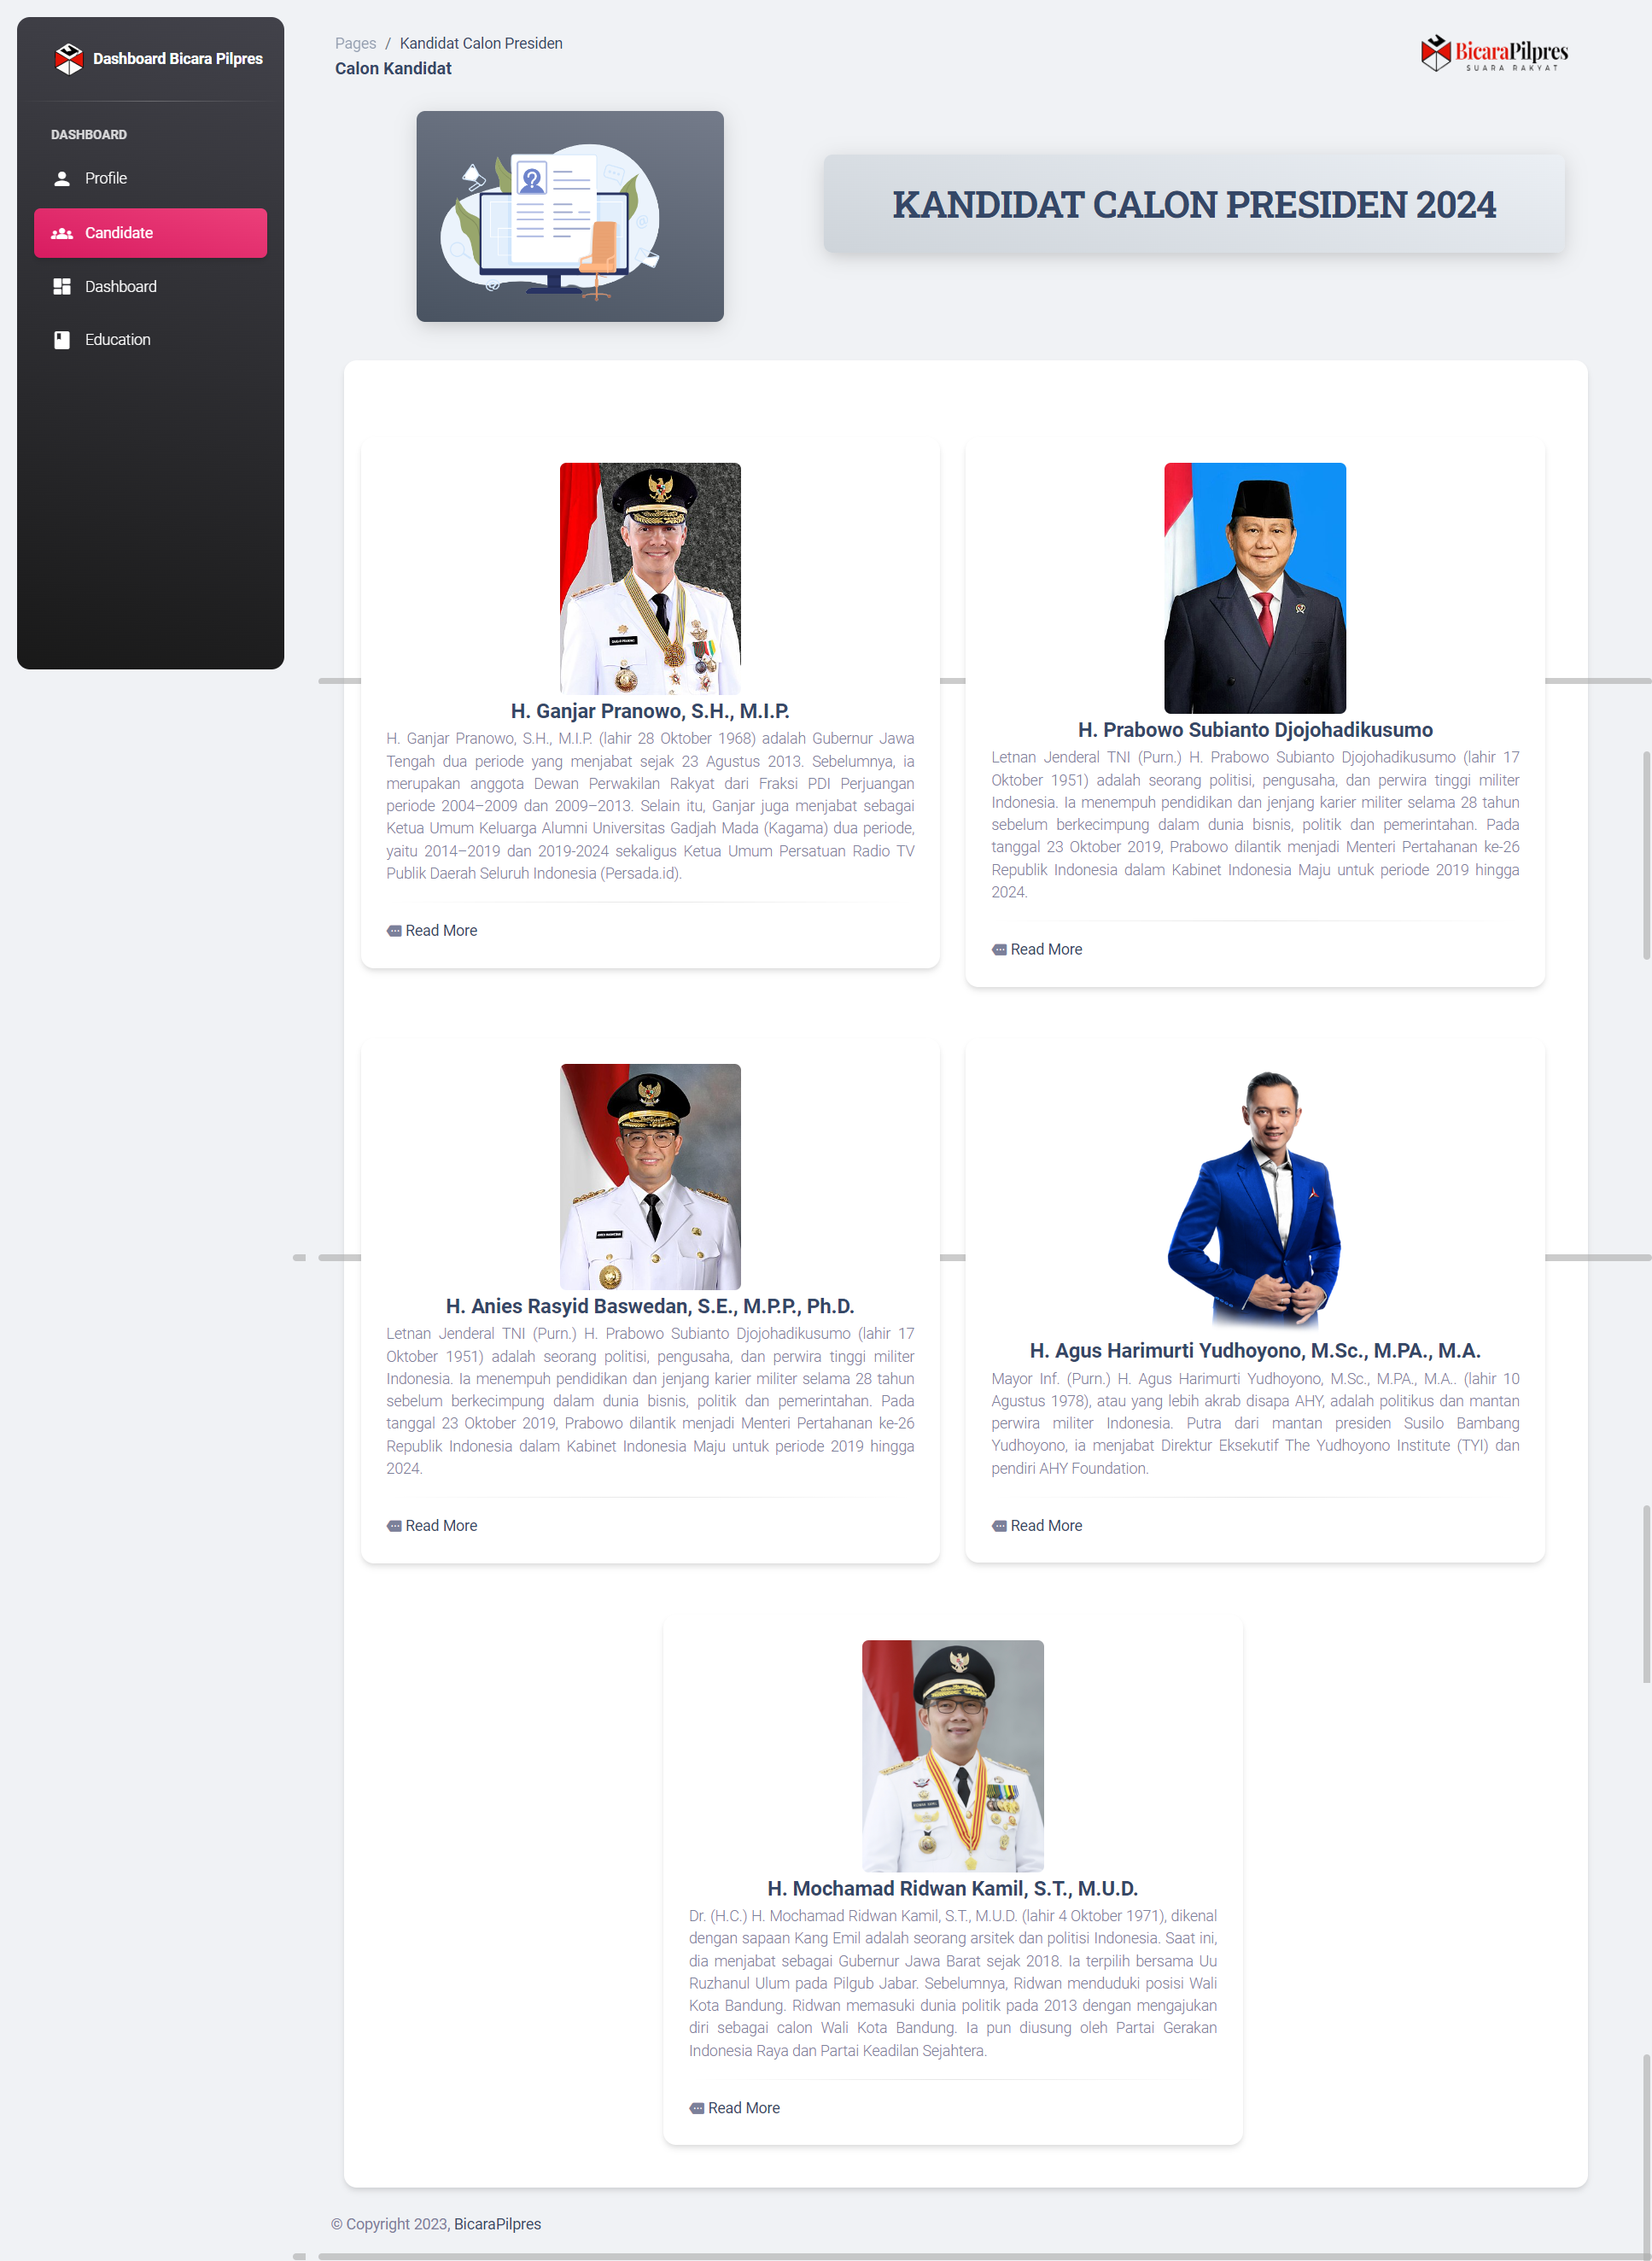 Dashboard Bicara Pilpres
DASHBOARD
Profile
Candidate
Dashboard
Education
Pages / Kandidat Calon Presiden
Calon Kandidat
BicaraPilpres
SUARA RAKYAT
KANDIDAT CALON PRESIDEN 2024
H. Ganjar Pranowo, S.H., M.I.P.
H. Ganjar Pranowo, S.H., M.I.P. (lahir 28 Oktober 1968) adalah Gubernur Jawa
Tengah dua periode yang menjabat sejak 23 Agustus 2013. Sebelumnya, ia
merupakan anggota Dewan Perwakilan Rakyat dari Fraksi PDI Perjuangan
periode 2004–2009 dan 2009–2013. Selain itu, Ganjar juga menjabat sebagai
Ketua Umum Keluarga Alumni Universitas Gadjah Mada (Kagama) dua periode,
yaitu 2014–2019 dan 2019-2024 sekaligus Ketua Umum Persatuan Radio TV
Publik Daerah Seluruh Indonesia (Persada.id).
Read More
H. Prabowo Subianto Djojohadikusumo
Letnan Jenderal TNI (Purn.) H. Prabowo Subianto Djojohadikusumo (lahir 17
Oktober 1951) adalah seorang politisi, pengusaha, dan perwira tinggi militer
Indonesia. Ia menempuh pendidikan dan jenjang karier militer selama 28 tahun
sebelum berkecimpung dalam dunia bisnis, politik dan pemerintahan. Pada
tanggal 23 Oktober 2019, Prabowo dilantik menjadi Menteri Pertahanan ke-26
Republik Indonesia dalam Kabinet Indonesia Maju untuk periode 2019 hingga
2024.
Read More
H. Anies Rasyid Baswedan, S.E., M.P.P., Ph.D.
Letnan Jenderal TNI (Purn.) H. Prabowo Subianto Djojohadikusumo (lahir 17
Oktober 1951) adalah seorang politisi, pengusaha, dan perwira tinggi militer
Indonesia. Ia menempuh pendidikan dan jenjang karier militer selama 28 tahun
sebelum berkecimpung dalam dunia bisnis, politik dan pemerintahan. Pada
tanggal 23 Oktober 2019, Prabowo dilantik menjadi Menteri Pertahanan ke-26
Republik Indonesia dalam Kabinet Indonesia Maju untuk periode 2019 hingga
2024.
Read More
H. Agus Harimurti Yudhoyono, M.Sc., M.PA., M.A.
Mayor Inf. (Purn.) H. Agus Harimurti Yudhoyono, M.Sc., M.PA., M.A.. (lahir 10
Agustus 1978), atau yang lebih akrab disapa AHY, adalah politikus dan mantan
perwira militer Indonesia. Putra dari mantan presiden Susilo Bambang
Yudhoyono, ia menjabat Direktur Eksekutif The Yudhoyono Institute (TYI) dan
pendiri AHY Foundation.
Read More
H. Mochamad Ridwan Kamil, S.T., M.U.D.
Dr. (H.C.) H. Mochamad Ridwan Kamil, S.T., M.U.D. (lahir 4 Oktober 1971), dikenal
dengan sapaan Kang Emil adalah seorang arsitek dan politisi Indonesia. Saat ini,
dia menjabat sebagai Gubernur Jawa Barat sejak 2018. Ia terpilih bersama Uu
Ruzhanul Ulum pada Pilgub Jabar. Sebelumnya, Ridwan menduduki posisi Wali
Kota Bandung. Ridwan memasuki dunia politik pada 2013 dengan mengajukan
diri sebagai calon Wali Kota Bandung. Ia pun diusung oleh Partai Gerakan
Indonesia Raya dan Partai Keadilan Sejahtera.
Read More
© Copyright 2023, BicaraPilpres